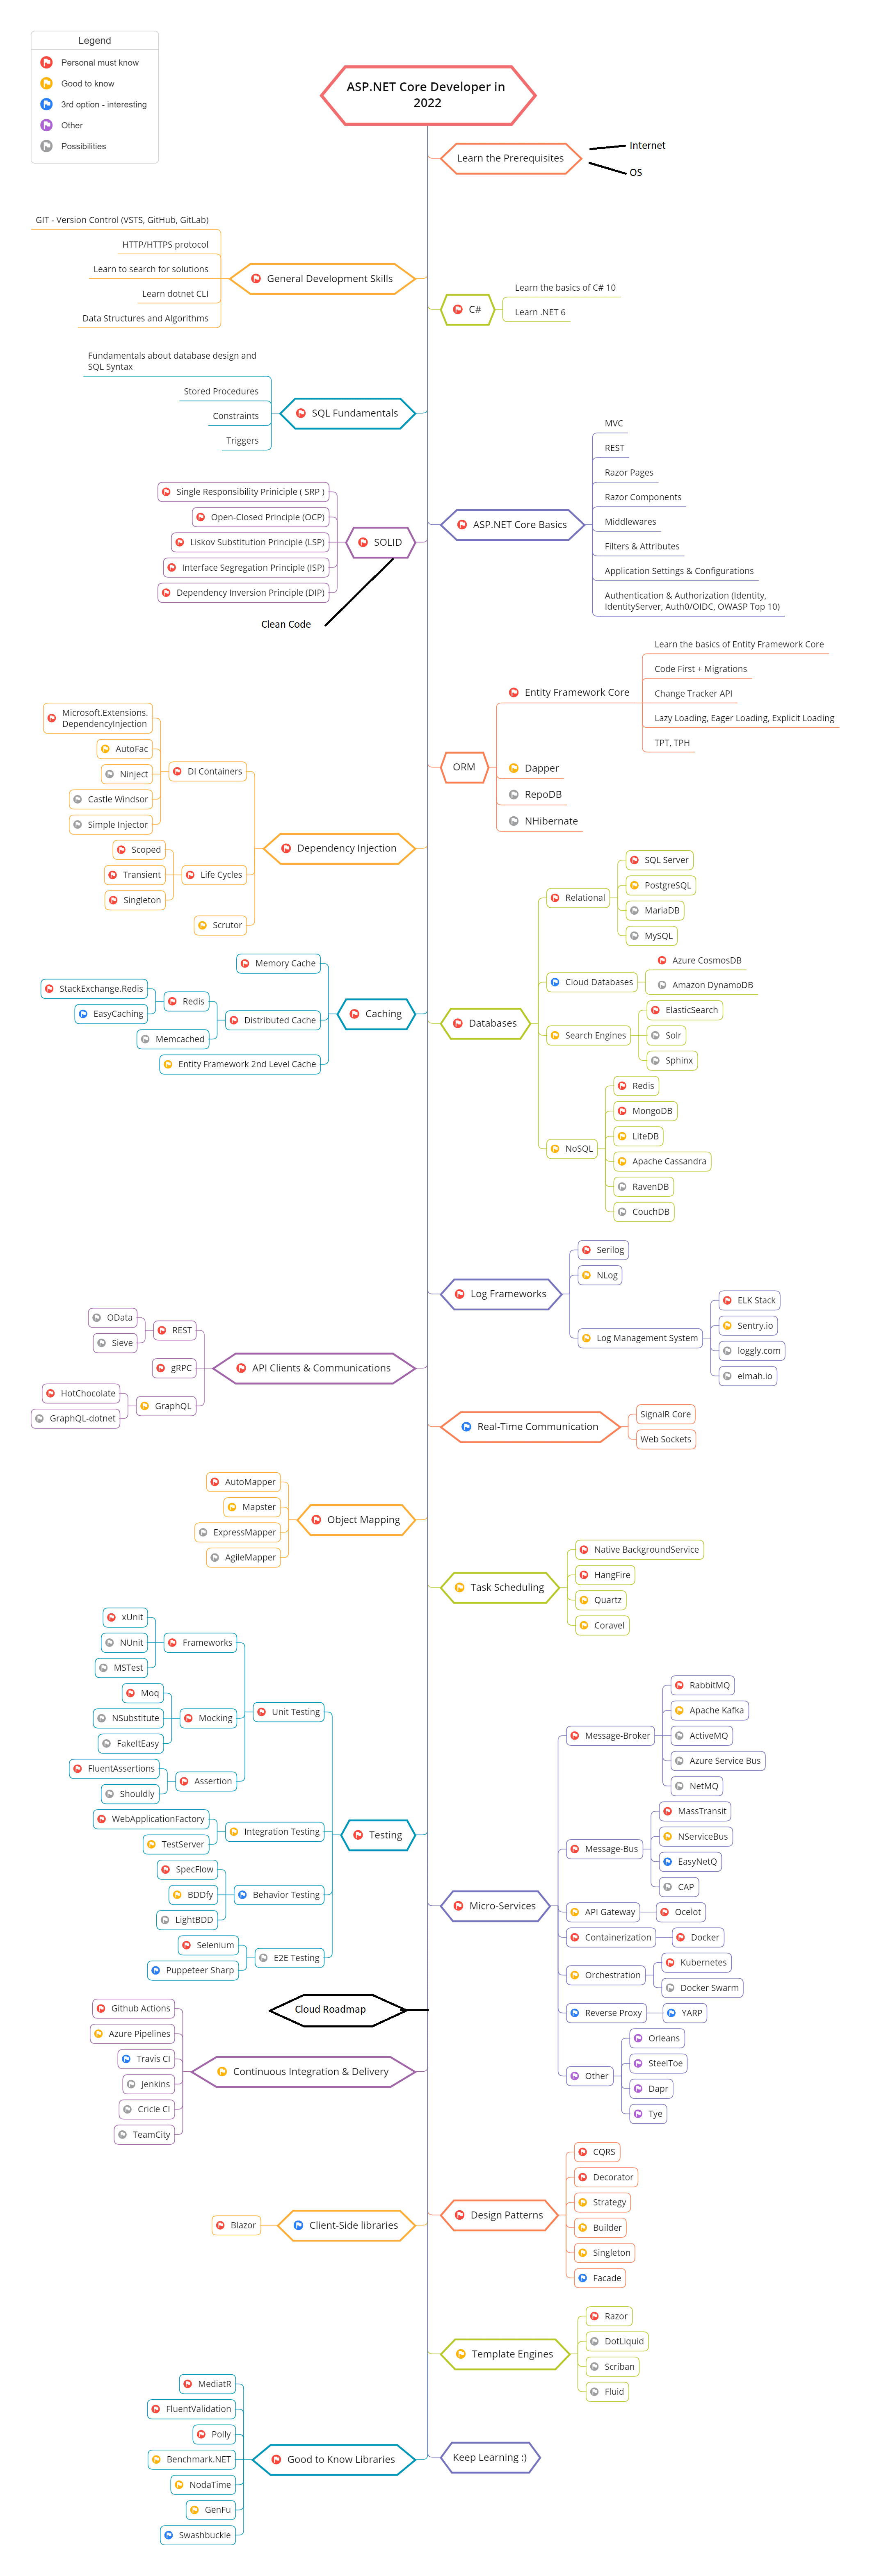 Legend
Personal must know
Good to know
3rd option - interesting
Other
Possibilities
ASP.NET Core Developer in
2022
Learn the Prerequisites
Internet
OS
General Development Skills
GIT - Version Control (VSTS, GitHub, GitLab)
HTTP/HTTPS protocol
Learn to search for solutions
Learn dotnet CLI
Data Structures and Algorithms
C#
Learn the basics of C# 10
Learn .NET 6
SQL Fundamentals
Fundamentals about database design and
SQL Syntax
Stored Procedures
Constraints
Triggers
ASP.NET Core Basics
MVC
REST
Razor Pages
Razor Components
Middlewares
Filters & Attributes
Application Settings & Configurations
Authentication & Authorization (Identity,
IdentityServer, Auth0/OIDC, OWASP Top 10)
SOLID
Single Responsibility Priniciple ( SRP )
Open-Closed Principle (OCP)
Liskov Substitution Principle (LSP)
Interface Segregation Principle (ISP)
Dependency Inversion Principle (DIP)
Clean Code
ORM
Entity Framework Core
Learn the basics of Entity Framework Core
Code First + Migrations
Change Tracker API
Lazy Loading, Eager Loading, Explicit Loading
TPT, TPH
Dapper
RepoDB
NHibernate
Dependency Injection
DI Containers
Microsoft.Extensions.
DependencyInjection
AutoFac
Ninject
Castle Windsor
Simple Injector
Life Cycles
Scoped
Transient
Singleton
Scrutor
Databases
Relational
SQL Server
PostgreSQL
MariaDB
MySQL
Cloud Databases
Azure CosmosDB
Amazon DynamoDB
Search Engines
ElasticSearch
Solr
Sphinx
NoSQL
Redis
MongoDB
LiteDB
Apache Cassandra
RavenDB
CouchDB
Caching
Memory Cache
Distributed Cache
Redis
StackExchange.Redis
EasyCaching
Memcached
Entity Framework 2nd Level Cache
Log Frameworks
Serilog
NLog
Log Management System
ELK Stack
Sentry.io
loggly.com
elmah.io
API Clients & Communications
REST
OData
Sieve
gRPC
GraphQL
HotChocolate
GraphQL-dotnet
Real-Time Communication
SignalR Core
Web Sockets
Object Mapping
AutoMapper
Mapster
ExpressMapper
AgileMapper
Task Scheduling
Native BackgroundService
HangFire
Quartz
Coravel
Testing
Unit Testing
Frameworks
xUnit
NUnit
MSTest
Mocking
Moq
NSubstitute
FakeItEasy
Assertion
FluentAssertions
Shouldly
Integration Testing
WebApplicationFactory
TestServer
Behavior Testing
SpecFlow
BDDfy
LightBDD
E2E Testing
Selenium
Puppeteer Sharp
Micro-Services
Message-Broker
RabbitMQ
Apache Kafka
ActiveMQ
Azure Service Bus
NetMQ
Message-Bus
MassTransit
NServiceBus
EasyNetQ
CAP
API Gateway
Ocelot
Containerization
Docker
Orchestration
Kubernetes
Docker Swarm
Reverse Proxy
YARP
Other
Orleans
SteelToe
Dapr
Tye
Cloud Roadmap
Continuous Integration & Delivery
Github Actions
Azure Pipelines
Travis CI
Jenkins
Cricle CI
TeamCity
Design Patterns
CQRS
Decorator
Strategy
Builder
Singleton
Facade
Client-Side libraries
Blazor
Template Engines
Razor
DotLiquid
Scriban
Fluid
Good to Know Libraries
MediatR
FluentValidation
Polly
Benchmark.NET
NodaTime
GenFu
Swashbuckle
Keep Learning :)